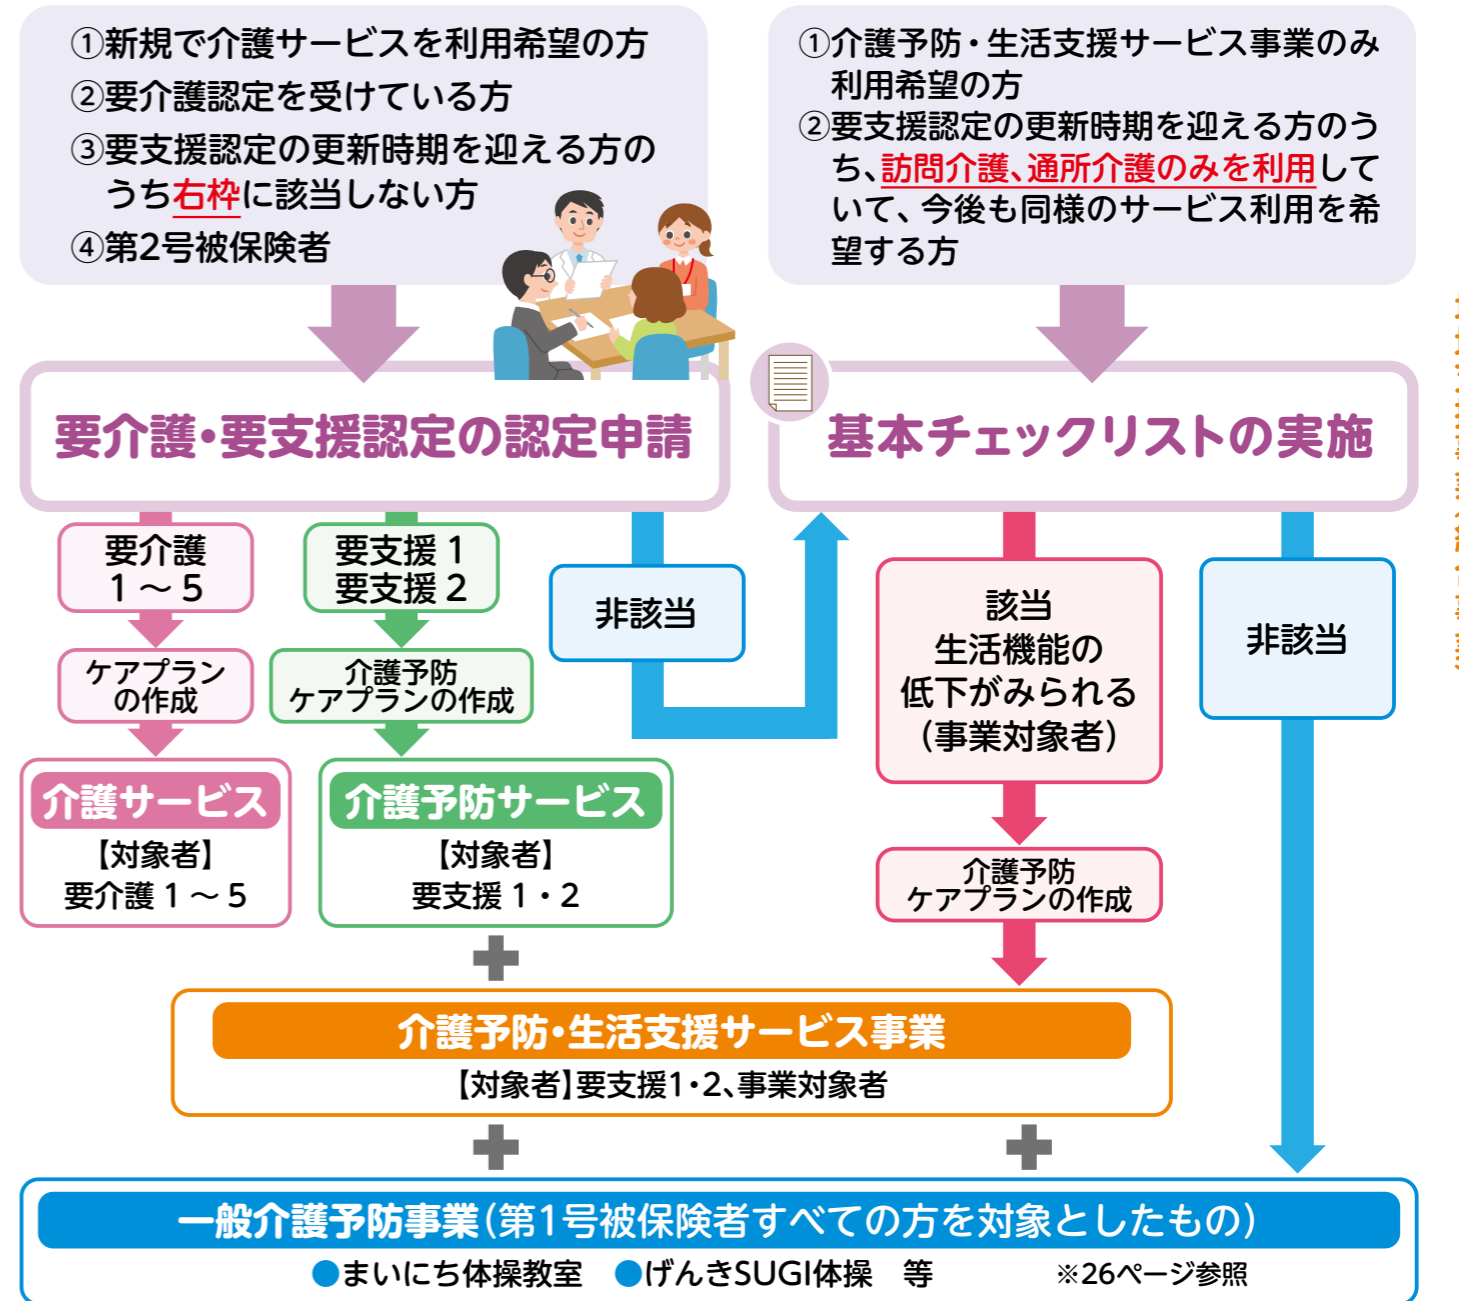 ①新規で介護サービスを利用希望の方
②要介護認定を受けている方
③要支援認定の更新時期を迎える方の
うち右枠に該当しない方
④第2号被保険者
①介護予防・生活支援サービス事業のみ
利用希望の方
②要支援認定の更新時期を迎える方のう
ち、訪問介護、通所介護のみを利用して
いて、今後も同様のサービス利用を希
望する方
要介護・要支援認定の認定申請
基本チェックリストの実施
要介護
1～5
要支援1
要支援2
非該当
該当
生活機能の
低下がみられる
（事業対象者）
非該当
ケアプラン
の作成
介護予防
ケアプランの作成
介護サービス
【対象者】
要介護1～5
介護予防サービス
【対象者】
要支援1・2
介護予防
ケアプランの作成
介護予防・生活支援サービス事業
【対象者】要支援1・2、事業対象者
一般介護予防事業（第1号被保険者すべての方を対象としたもの）
●まいにち体操教室　●げんきSUGI体操　等　※26ページ参照